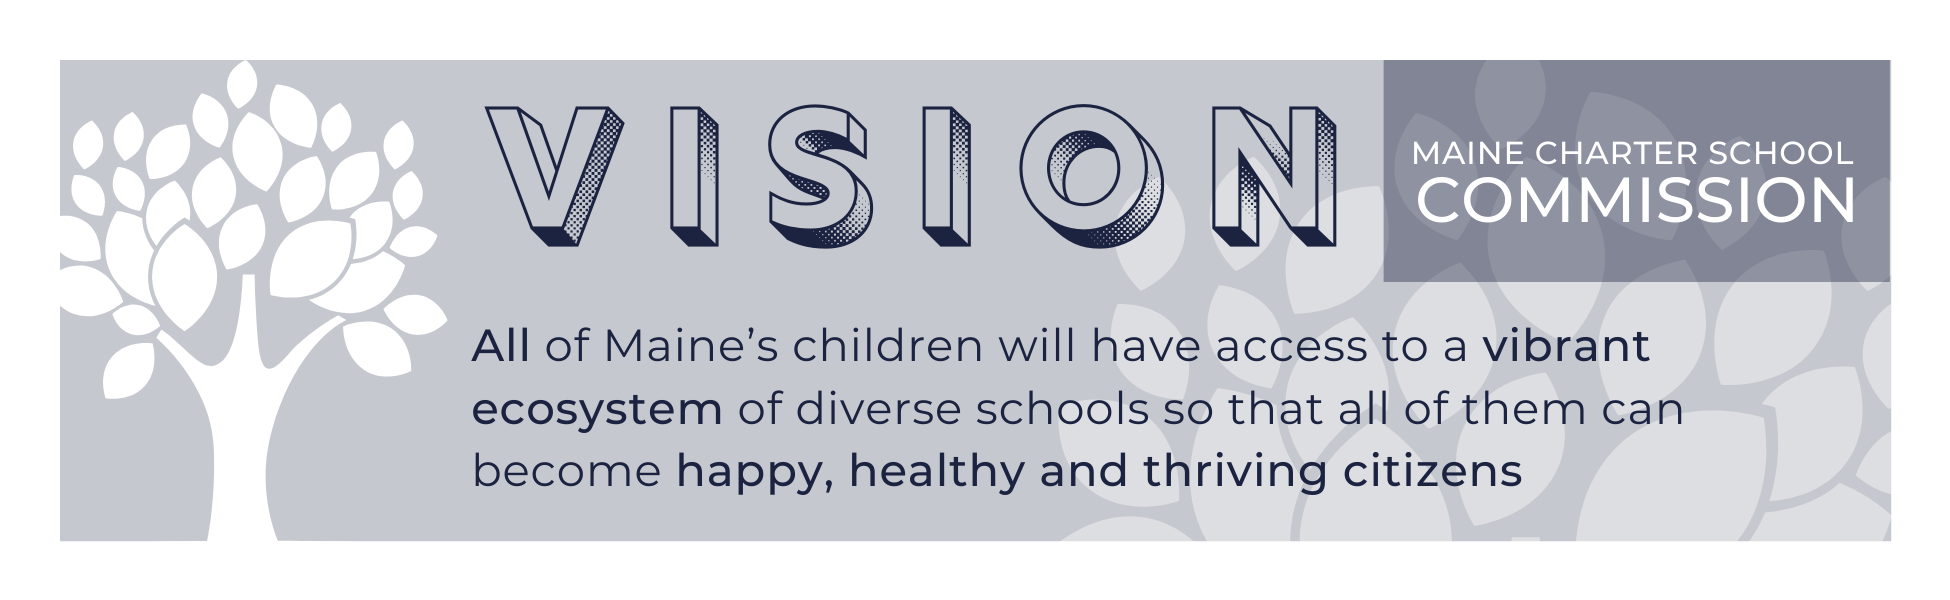 VISION
MAINE CHARTER SCHOOL
COMMISSION
All of Maine’s children will have access to a vibrant
ecosystem of diverse schools so that all of them can
become happy, healthy and thriving citizens